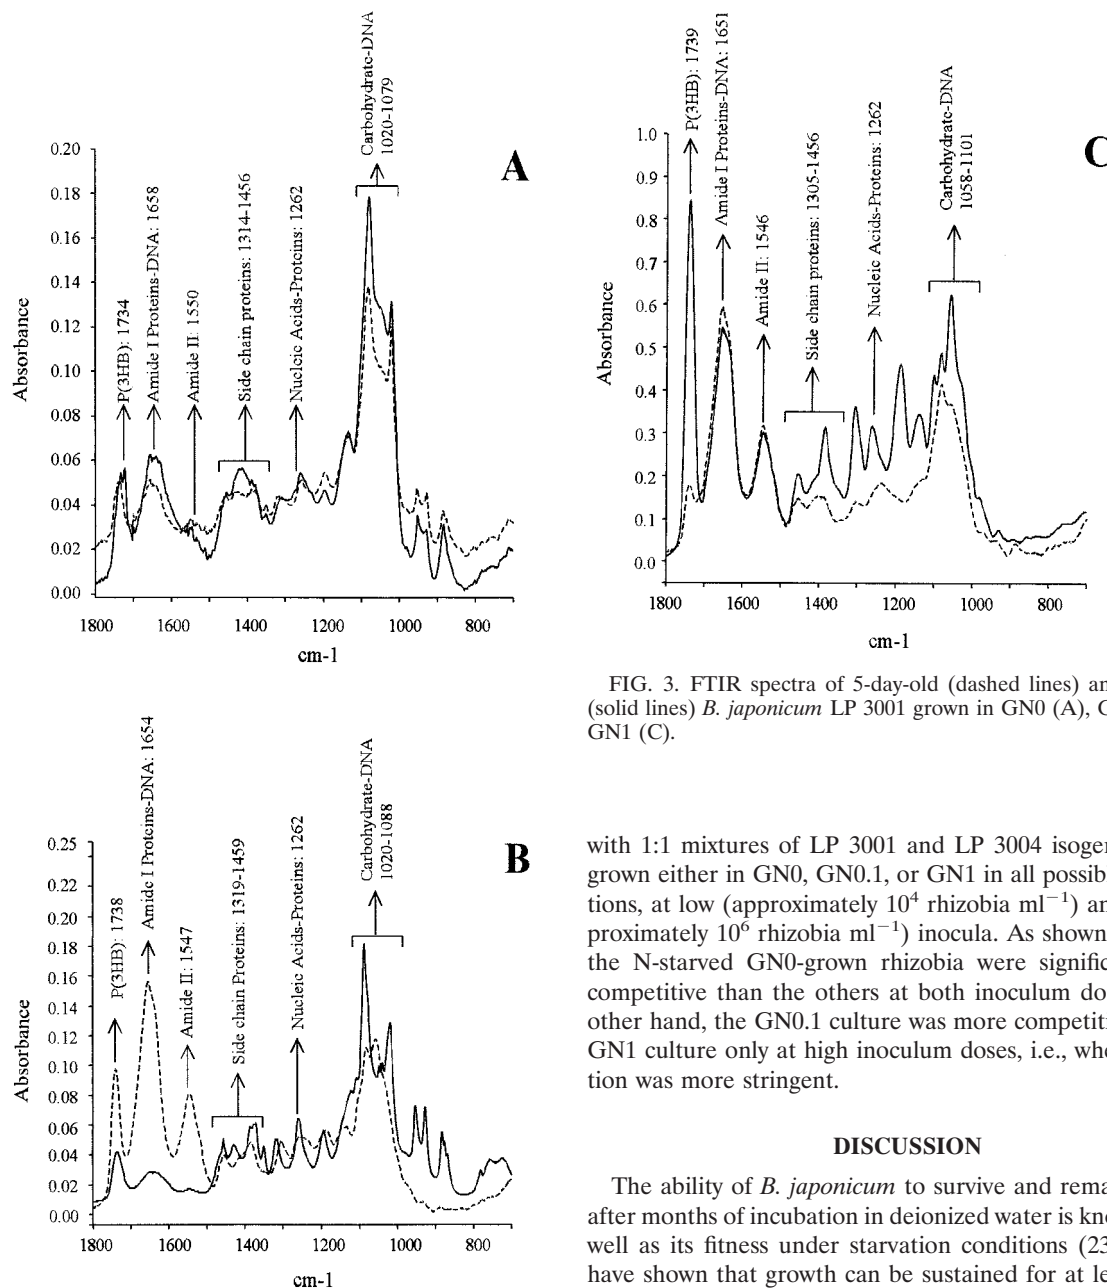 A
Absorbance
0.20
0.18
0.16
0.14
0.12
0.10
0.08
0.06
0.04
0.02
0.00
P(3HB): 1734
Amide I Proteins-DNA: 1658
Amide II: 1550
Side chain proteins: 1314-1456
Nucleic Acids-Proteins: 1262
Carbohydrate-DNA
1020-1079
1800 1600 1400 1200 1000 800
cm-1
B
Absorbance
0.25
0.22
0.20
0.18
0.15
0.12
0.10
0.08
0.06
0.04
0.02
0.00
P(3HB): 1738
Amide I Proteins-DNA: 1654
Amide II: 1547
Side chain Proteins: 1319-1459
Nucleic Acids-Proteins: 1262
Carbohydrate-DNA
1020-1088
1800 1600 1400 1200 1000 800
cm-1
C
Absorbance
1.0
0.9
0.8
0.7
0.6
0.5
0.4
0.3
0.2
0.1
0.0
P(3HB): 1739
Amide I Proteins-DNA: 1651
Amide II: 1546
Side chain proteins: 1305-1456
Nucleic Acids-Proteins: 1262
Carbohydrate-DNA
1058-1101
1800 1600 1400 1200 1000 800
cm-1
FIG. 3. FTIR spectra of 5-day-old (dashed lines) an
(solid lines) B. japonicum LP 3001 grown in GN0 (A), G
GN1 (C).
with 1:1 mixtures of LP 3001 and LP 3004 isoger
grown either in GN0, GN0.1, or GN1 in all possib
tions, at low (approximately 10⁴ rhizobia ml⁻¹) an
proximately 10⁶ rhizobia ml⁻¹) inocula. As shown
the N-starved GN0-grown rhizobia were signific
competitive than the others at both inoculum do
other hand, the GN0.1 culture was more competiti
GN1 culture only at high inoculum doses, i.e., whe
tion was more stringent.
DISCUSSION
The ability of B. japonicum to survive and rema
after months of incubation in deionized water is kno
well as its fitness under starvation conditions (23
have shown that growth can be sustained for at le